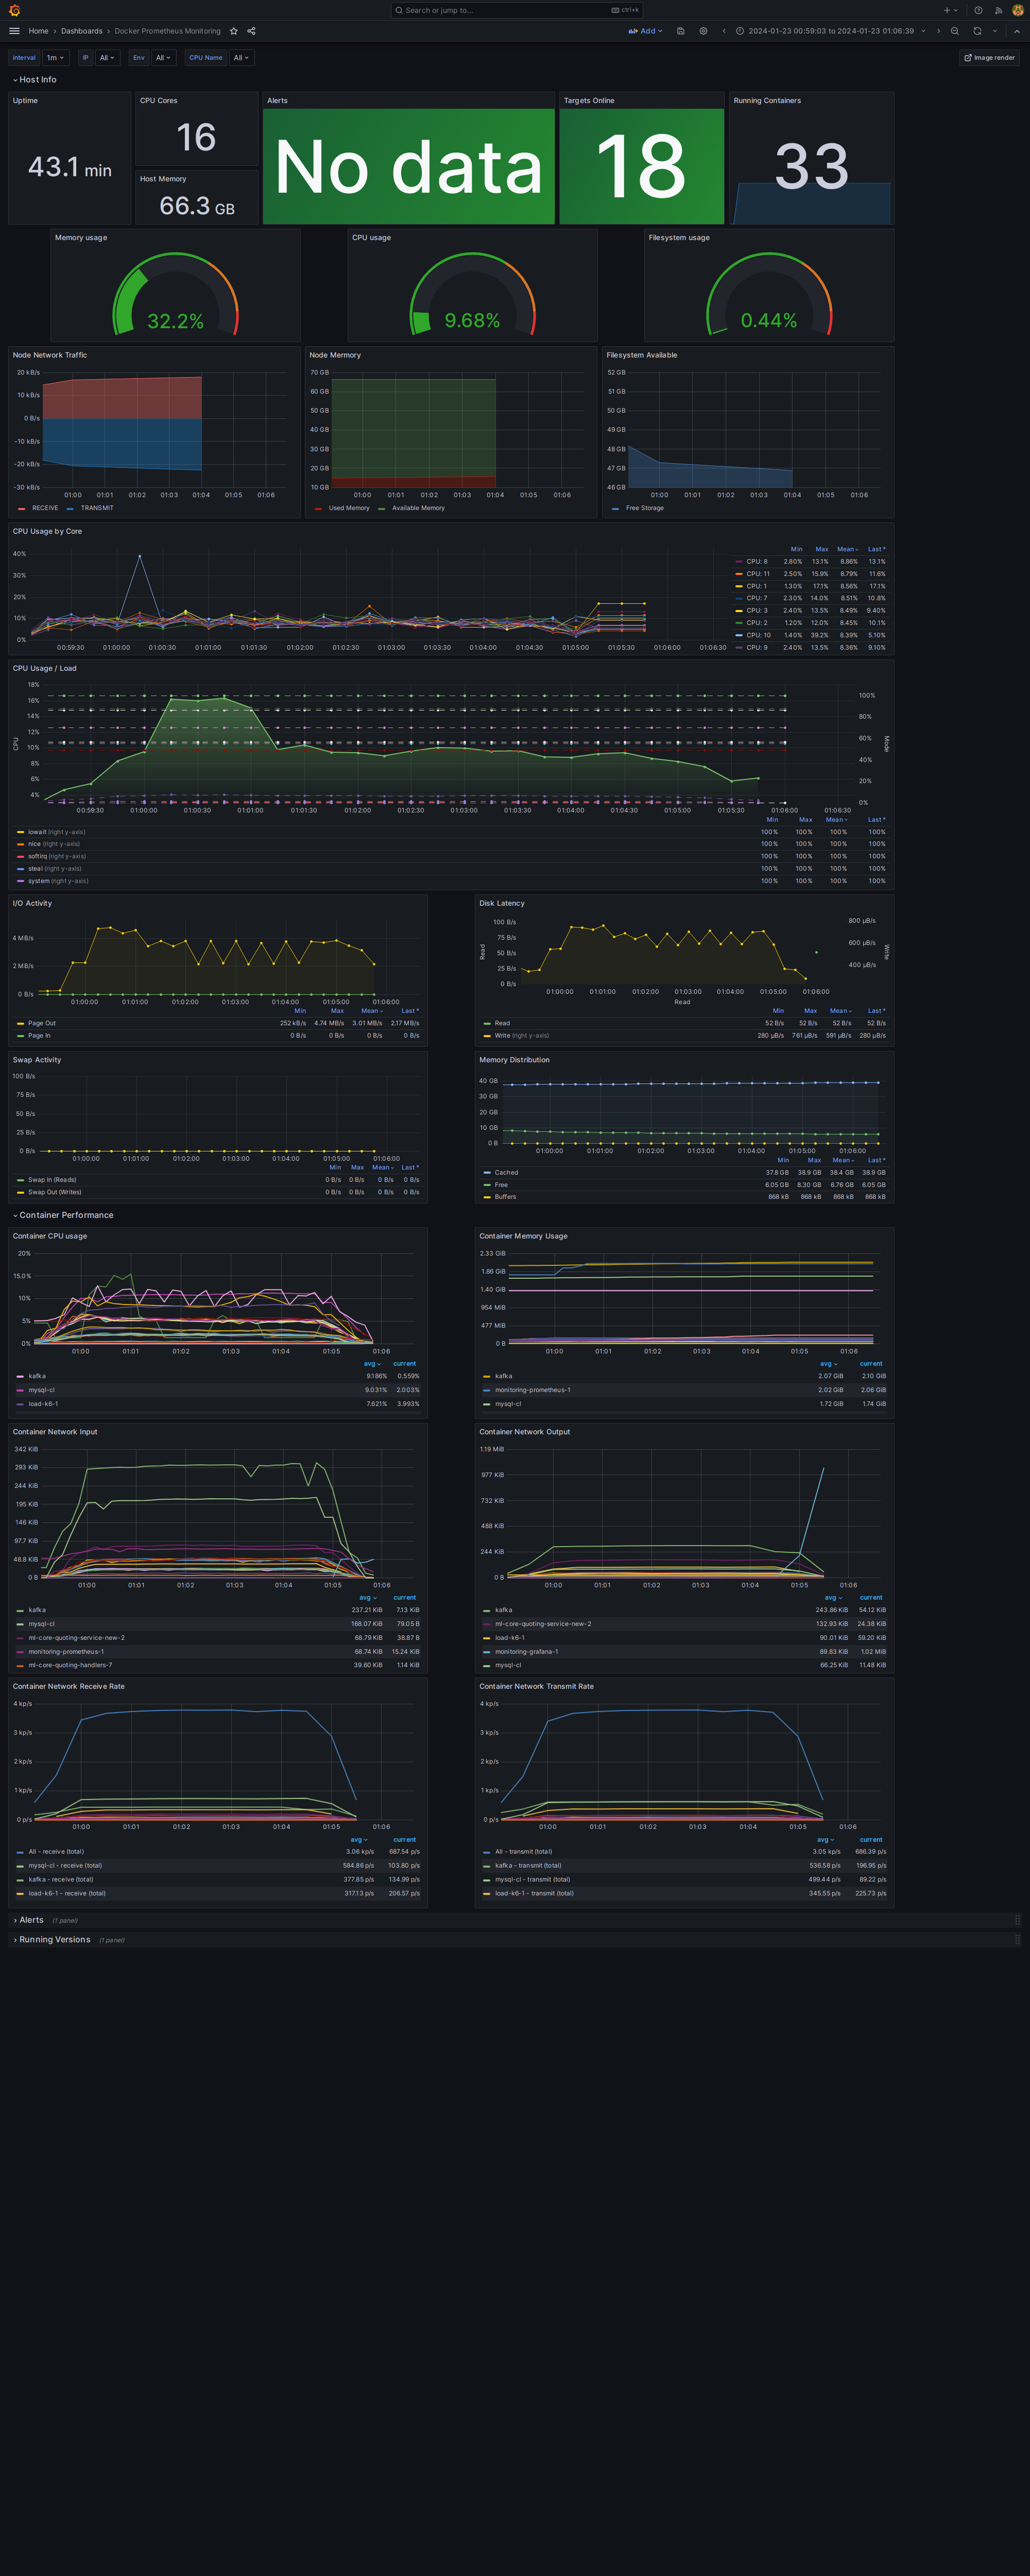 Search or jump to... ctrl+k
Home › Dashboards › Docker Prometheus Monitoring Add 2024-01-23 00:59:03 to 2024-01-23 01:06:39
Interval 1m IP All Env All CPU Name All Image render
Host Info
Uptime CPU Cores Alerts Targets Online Running Containers
43.1 min 16 No data 18 33
Host Memory
66.3 GB
Memory usage CPU usage Filesystem usage
32.2% 9.68% 0.44%
Node Network Traffic Node Mermory Filesystem Available
20 kB/s 70 GB 52 GB
60 GB 51 GB
10 kB/s 50 GB 50 GB
0 B/s 40 GB 49 GB
-10 kB/s 30 GB 48 GB
-20 kB/s 20 GB 47 GB
-30 kB/s 10 GB 46 GB
01:00 01:01 01:02 01:03 01:04 01:05 01:06 01:00 01:01 01:02 01:03 01:04 01:05 01:06 01:00 01:01 01:02 01:03 01:04 01:05 01:06
RECEIVE TRANSMIT Used Memory Available Memory Free Storage
CPU Usage by Core
40%
30%
20%
10%
0%
00:59:30 01:00:00 01:00:30 01:01:00 01:01:30 01:02:00 01:02:30 01:03:00 01:03:30 01:04:00 01:04:30 01:05:00 01:05:30 01:06:00 01:06:30
Min Max Mean Last *
CPU: 8 2.80% 13.1% 8.86% 13.1%
CPU: 11 2.50% 15.9% 8.79% 11.6%
CPU: 1 1.30% 17.1% 8.56% 17.1%
CPU: 7 2.30% 14.0% 8.51% 10.8%
CPU: 3 2.40% 13.5% 8.49% 9.40%
CPU: 2 1.20% 12.0% 8.45% 10.1%
CPU: 10 1.40% 39.2% 8.39% 5.10%
CPU: 9 2.40% 13.5% 8.36% 9.10%
CPU Usage / Load
18%
16% 100%
14% 80%
12%
10% 60%
8% 40%
6% 20%
4% 0%
CPU
Mode
00:59:30 01:00:00 01:00:30 01:01:00 01:01:30 01:02:00 01:02:30 01:03:00 01:03:30 01:04:00 01:04:30 01:05:00 01:05:30 01:06:00 01:06:30
Min Max Mean Last *
iowait (right y-axis) 100% 100% 100% 100%
nice (right y-axis) 100% 100% 100% 100%
softirq (right y-axis) 100% 100% 100% 100%
steal (right y-axis) 100% 100% 100% 100%
system (right y-axis) 100% 100% 100% 100%
I/O Activity
4 MB/s
2 MB/s
0 B/s
01:00:00 01:01:00 01:02:00 01:03:00 01:04:00 01:05:00 01:06:00
Min Max Mean Last *
Page Out 252 kB/s 4.74 MB/s 3.01 MB/s 2.17 MB/s
Page In 0 B/s 0 B/s 0 B/s 0 B/s
Disk Latency
100 B/s 800 µB/s
75 B/s
50 B/s 600 µB/s
25 B/s 400 µB/s
0 B/s
Read
Write
01:00:00 01:01:00 01:02:00 01:03:00 01:04:00 01:05:00 01:06:00
Read
Min Max Mean Last *
Read 52 B/s 52 B/s 52 B/s 52 B/s
Write (right y-axis) 280 µB/s 761 µB/s 591 µB/s 280 µB/s
Swap Activity
100 B/s
75 B/s
50 B/s
25 B/s
0 B/s
01:00:00 01:01:00 01:02:00 01:03:00 01:04:00 01:05:00 01:06:00
Min Max Mean Last *
Swap In (Reads) 0 B/s 0 B/s 0 B/s 0 B/s
Swap Out (Writes) 0 B/s 0 B/s 0 B/s 0 B/s
Memory Distribution
40 GB
30 GB
20 GB
10 GB
0 B
01:00:00 01:01:00 01:02:00 01:03:00 01:04:00 01:05:00 01:06:00
Min Max Mean Last *
Cached 37.8 GB 38.9 GB 38.4 GB 38.9 GB
Free 6.05 GB 8.30 GB 6.76 GB 6.05 GB
Buffers 868 kB 868 kB 868 kB 868 kB
Container Performance
Container CPU usage
20%
15.0%
10%
5%
0%
01:00 01:01 01:02 01:03 01:04 01:05 01:06
avg current
kafka 9.186% 0.559%
mysql-cl 9.031% 2.003%
load-k6-1 7.621% 3.993%
Container Memory Usage
2.33 GiB
1.86 GiB
1.40 GiB
954 MiB
477 MiB
0 B
01:00 01:01 01:02 01:03 01:04 01:05 01:06
avg current
kafka 2.07 GiB 2.10 GiB
monitoring-prometheus-1 2.02 GiB 2.06 GiB
mysql-cl 1.72 GiB 1.74 GiB
Container Network Input
342 KiB
293 KiB
244 KiB
195 KiB
146 KiB
97.7 KiB
48.8 KiB
0 B
01:00 01:01 01:02 01:03 01:04 01:05 01:06
avg current
kafka 237.21 KiB 7.13 KiB
mysql-cl 168.07 KiB 79.05 B
ml-core-quoting-service-new-2 68.79 KiB 38.87 B
monitoring-prometheus-1 68.74 KiB 15.24 KiB
ml-core-quoting-handlers-7 39.60 KiB 1.14 KiB
Container Network Output
1.19 MiB
977 KiB
732 KiB
488 KiB
244 KiB
0 B
01:00 01:01 01:02 01:03 01:04 01:05 01:06
avg current
kafka 243.86 KiB 54.12 KiB
ml-core-quoting-service-new-2 132.93 KiB 24.38 KiB
load-k6-1 90.01 KiB 59.20 KiB
monitoring-grafana-1 89.83 KiB 1.02 MiB
mysql-cl 66.25 KiB 11.48 KiB
Container Network Receive Rate
4 kp/s
3 kp/s
2 kp/s
1 kp/s
0 p/s
01:00 01:01 01:02 01:03 01:04 01:05 01:06
avg current
All - receive (total) 3.06 kp/s 687.54 p/s
mysql-cl - receive (total) 584.86 p/s 103.80 p/s
kafka - receive (total) 377.85 p/s 134.99 p/s
load-k6-1 - receive (total) 317.13 p/s 206.57 p/s
Container Network Transmit Rate
4 kp/s
3 kp/s
2 kp/s
1 kp/s
0 p/s
01:00 01:01 01:02 01:03 01:04 01:05 01:06
avg current
All - transmit (total) 3.05 kp/s 686.39 p/s
kafka - transmit (total) 536.58 p/s 196.95 p/s
mysql-cl - transmit (total) 499.44 p/s 89.22 p/s
load-k6-1 - transmit (total) 345.55 p/s 225.73 p/s
Alerts (1 panel)
Running Versions (1 panel)